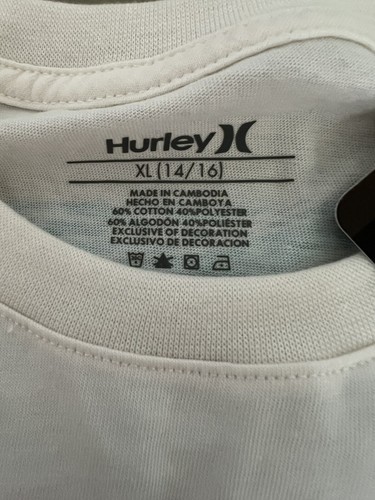 Hurley
XL (14/16)
MADE IN CAMBODIA
HECHO EN CAMBOYA
60% COTTON 40%POLYESTER
60% ALGODÓN 40%POLIÉSTER
EXCLUSIVE OF DECORATION
EXCLUSIVO DE DECORACIÓN